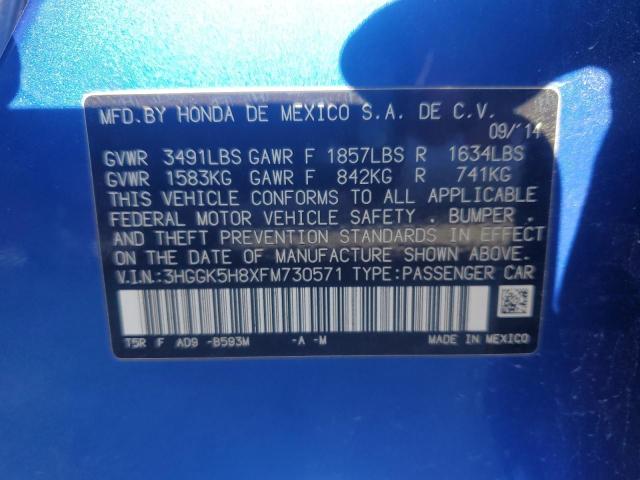 MFD.BY HONDA DE MEXICO S.A. DE C.V.
09/'14
GVWR 3491LBS GAWR F 1857LBS R 1634LBS
GVWR 1583KG GAWR F 842KG R 741KG
THIS VEHICLE CONFORMS TO ALL APPLICABLE
FEDERAL MOTOR VEHICLE SAFETY , BUMPER ,
AND THEFT PREVENTION STANDARDS IN EFFECT
ON THE DATE OF MANUFACTURE SHOWN ABOVE.
V.I.N.:3HGGK5H8XFM730571 TYPE:PASSENGER CAR
T5R F AD9 -B593M -A -M MADE IN MEXICO